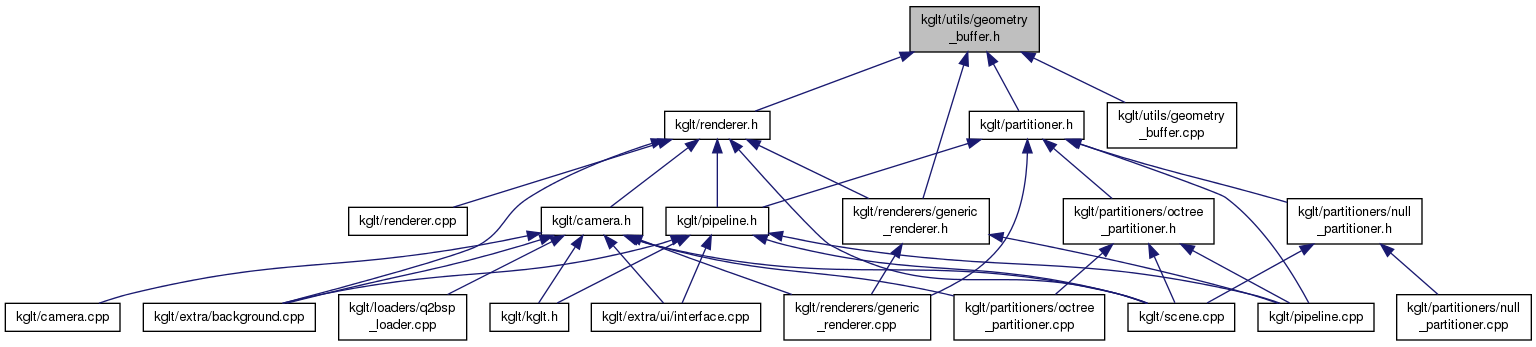 kglt/utils/geometry
_buffer.h
kglt/renderer.h
kglt/partitioner.h
kglt/utils/geometry
_buffer.cpp
kglt/renderer.cpp
kglt/camera.h
kglt/pipeline.h
kglt/renderers/generic
_renderer.h
kglt/partitioners/octree
_partitioner.h
kglt/partitioners/null
_partitioner.h
kglt/camera.cpp
kglt/extra/background.cpp
kglt/loaders/q2bsp
_loader.cpp
kglt/kglt.h
kglt/extra/ui/interface.cpp
kglt/renderers/generic
_renderer.cpp
kglt/partitioners/octree
_partitioner.cpp
kglt/scene.cpp
kglt/pipeline.cpp
kglt/partitioners/null
_partitioner.cpp